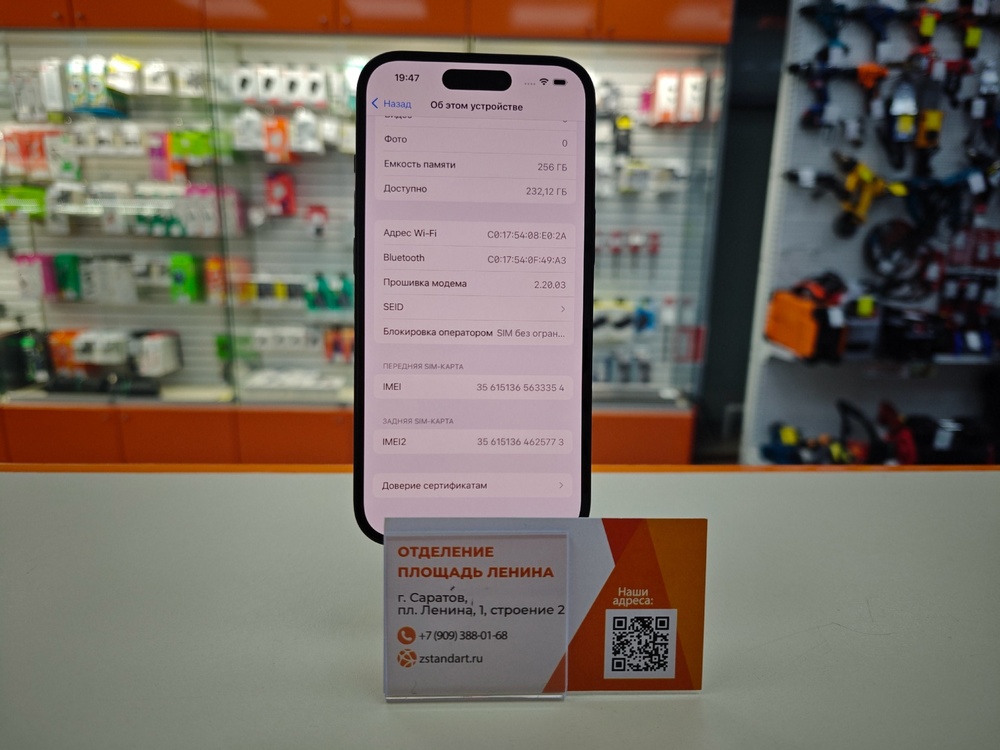 19:47
Назад
Об этом устройстве
Видео
Фото 0
Емкость памяти 256 ГБ
Доступно 232,12 ГБ
Адрес Wi-Fi C0:17:54:08:E0:2A
Bluetooth C0:17:54:0F:49:A3
Прошивка модема 2.20.03
SEID
Блокировка оператором SIM без огран...
ПЕРЕДНЯЯ SIM-КАРТА
IMEI 35 615136 563335 4
ЗАДНЯЯ SIM-КАРТА
IMEI2 35 615136 462577 3
Доверие сертификатам
ОТДЕЛЕНИЕ
ПЛОЩАДЬ ЛЕНИНА
г. Саратов,
пл. Ленина, 1, строение 2
+7 (909) 388-01-68
zstandart.ru
Наши
адреса: